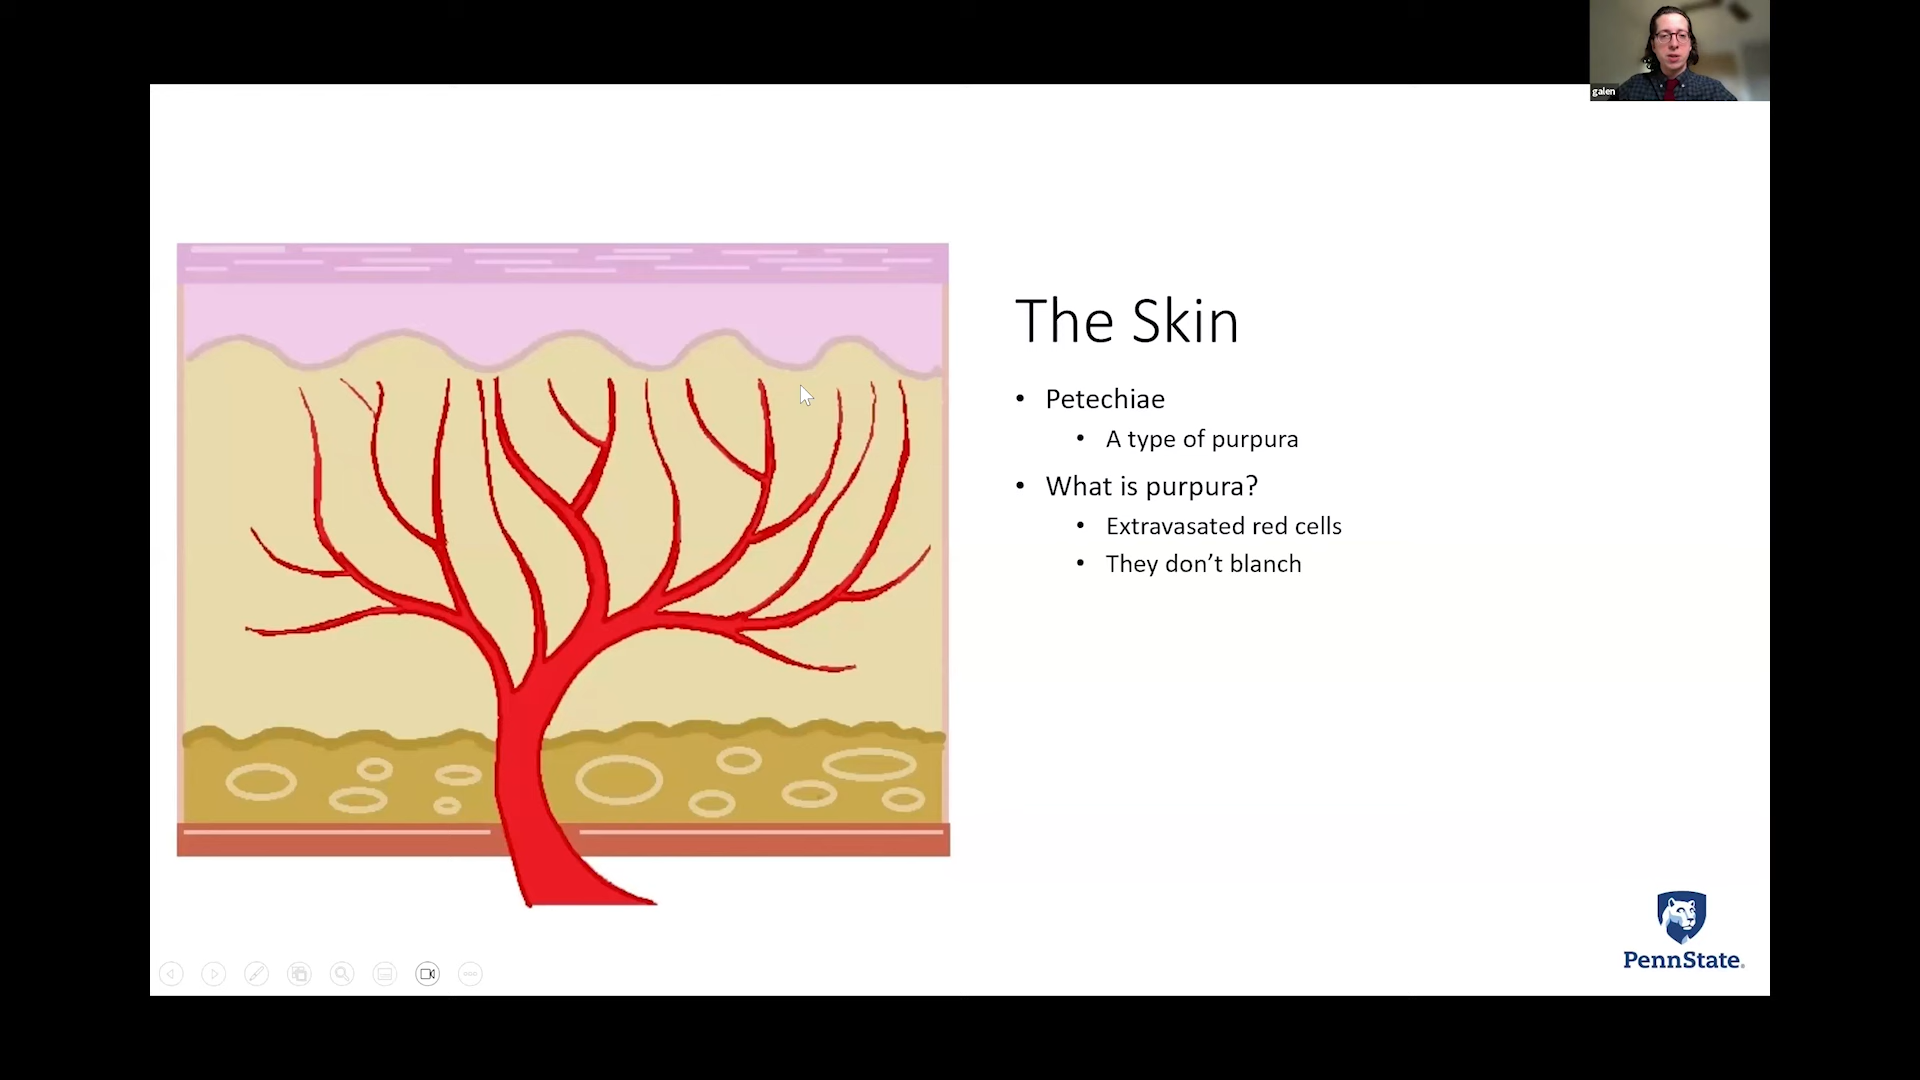 galen
The Skin
• Petechiae
• A type of purpura
• What is purpura?
• Extravasated red cells
• They don’t blanch
PennState®